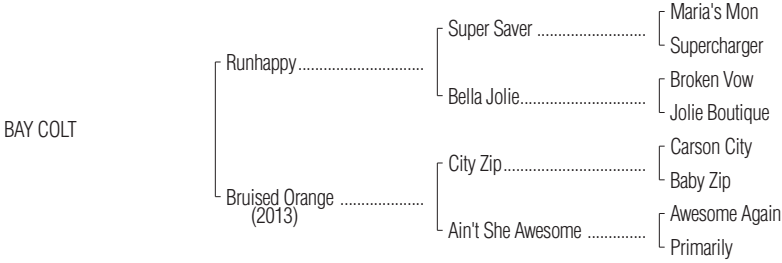 Maria's Mon
Super Saver ..........................
Supercharger
Runhappy..............................
Broken Vow
Bella Jolie..............................
Jolie Boutique
BAY COLT
Carson City
City Zip..................................
Baby Zip
Bruised Orange ....................
(2013)
Awesome Again
Ain't She Awesome ..............
Primarily